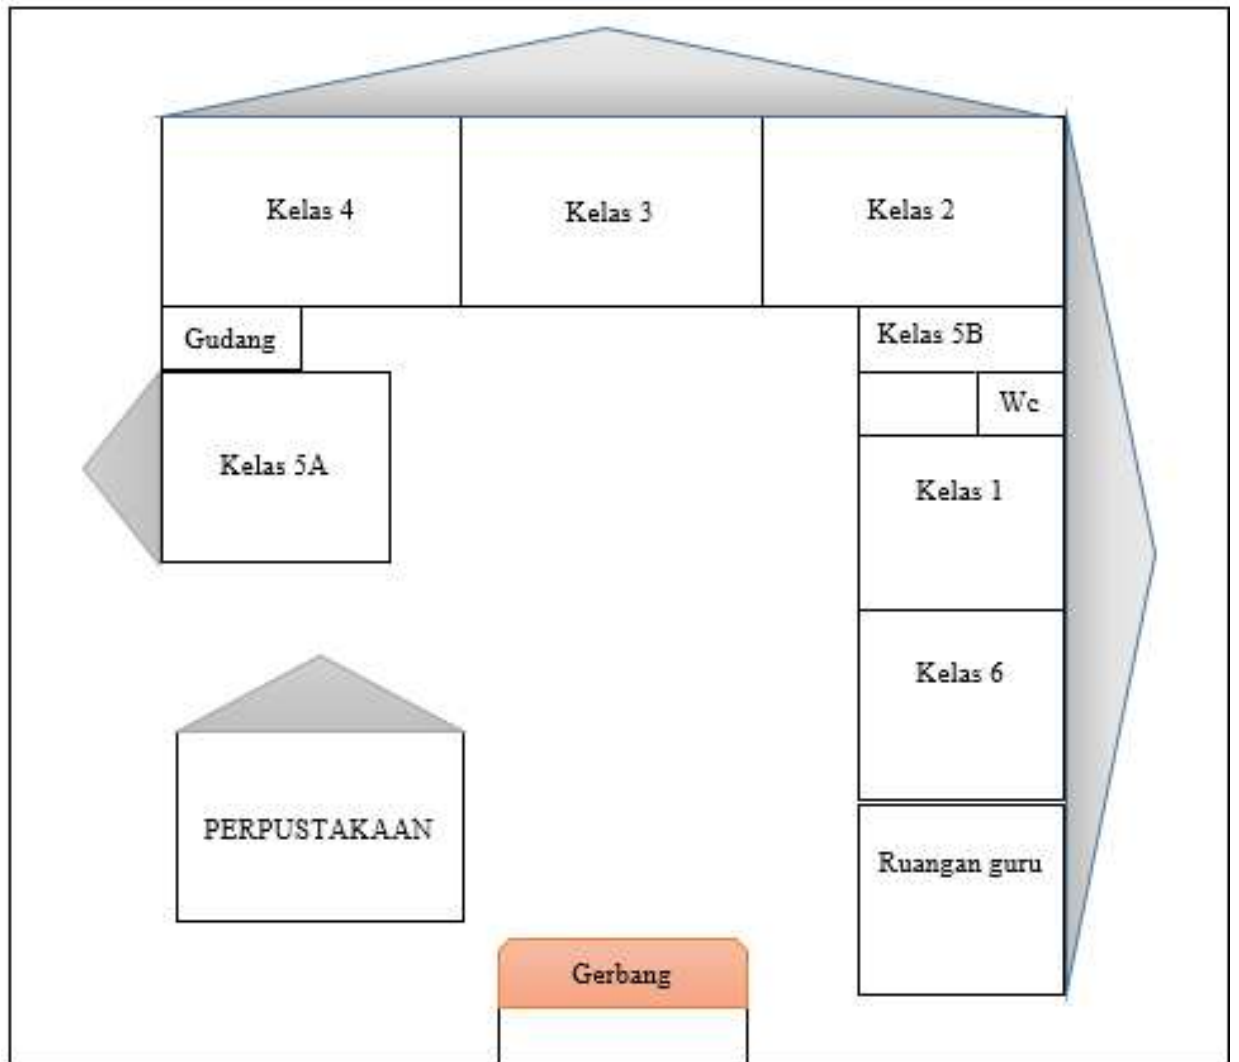 Kelas 4
Kelas 3
Kelas 2
Gudang
Kelas 5B
Wc
Kelas 5A
Kelas 1
Kelas 6
PERPUSTAKAAN
Ruangan guru
Gerbang